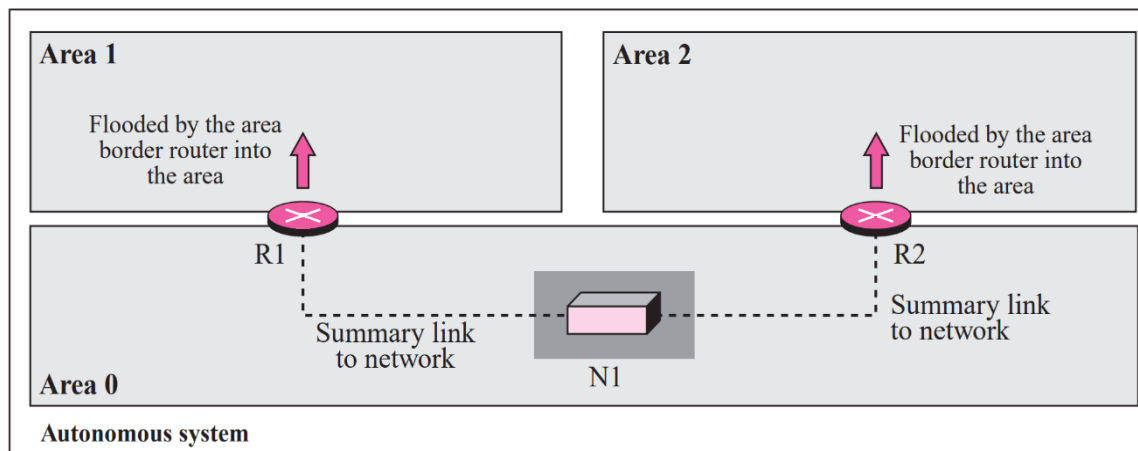 Area 1
Flooded by the area
border router into
the area
Area 2
Flooded by the area
border router into
the area
R1
R2
Summary link
to network
N1
Summary link
to network
Area 0
Autonomous system